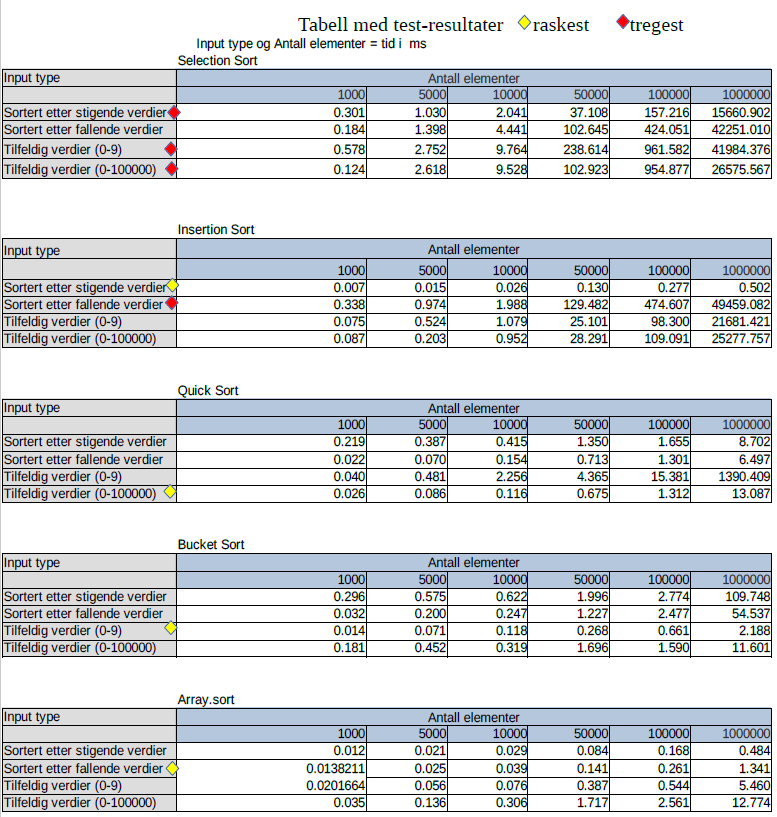 Tabell med test-resultater raskest tregest
Input type og Antall elementer = tid i ms
Selection Sort
Input type Antall elementer
1000 5000 10000 50000 100000 1000000
Sortert etter stigende verdier 0.301 1.030 2.041 37.108 157.216 15660.902
Sortert etter fallende verdier 0.184 1.398 4.441 102.645 424.051 42251.010
Tilfeldig verdier (0-9) 0.578 2.752 9.764 238.614 961.582 41984.376
Tilfeldig verdier (0-100000) 0.124 2.618 9.528 102.923 954.877 26575.567
Insertion Sort
Input type Antall elementer
1000 5000 10000 50000 100000 1000000
Sortert etter stigende verdier 0.007 0.015 0.026 0.130 0.277 0.502
Sortert etter fallende verdier 0.338 0.974 1.988 129.482 474.607 49459.082
Tilfeldig verdier (0-9) 0.075 0.524 1.079 25.101 98.300 21681.421
Tilfeldig verdier (0-100000) 0.087 0.203 0.952 28.291 109.091 25277.757
Quick Sort
Input type Antall elementer
1000 5000 10000 50000 100000 1000000
Sortert etter stigende verdier 0.219 0.387 0.415 1.350 1.655 8.702
Sortert etter fallende verdier 0.022 0.070 0.154 0.713 1.301 6.497
Tilfeldig verdier (0-9) 0.040 0.481 2.256 4.365 15.381 1390.409
Tilfeldig verdier (0-100000) 0.026 0.086 0.116 0.675 1.312 13.087
Bucket Sort
Input type Antall elementer
1000 5000 10000 50000 100000 1000000
Sortert etter stigende verdier 0.296 0.575 0.622 1.996 2.774 109.748
Sortert etter fallende verdier 0.032 0.200 0.247 1.227 2.477 54.537
Tilfeldig verdier (0-9) 0.014 0.071 0.118 0.268 0.661 2.188
Tilfeldig verdier (0-100000) 0.181 0.452 0.319 1.696 1.590 11.601
Array.sort
Input type Antall elementer
1000 5000 10000 50000 100000 1000000
Sortert etter stigende verdier 0.012 0.021 0.029 0.084 0.168 0.484
Sortert etter fallende verdier 0.0138211 0.025 0.039 0.141 0.261 1.341
Tilfeldig verdier (0-9) 0.0201664 0.056 0.076 0.387 0.544 5.460
Tilfeldig verdier (0-100000) 0.035 0.136 0.306 1.717 2.561 12.774